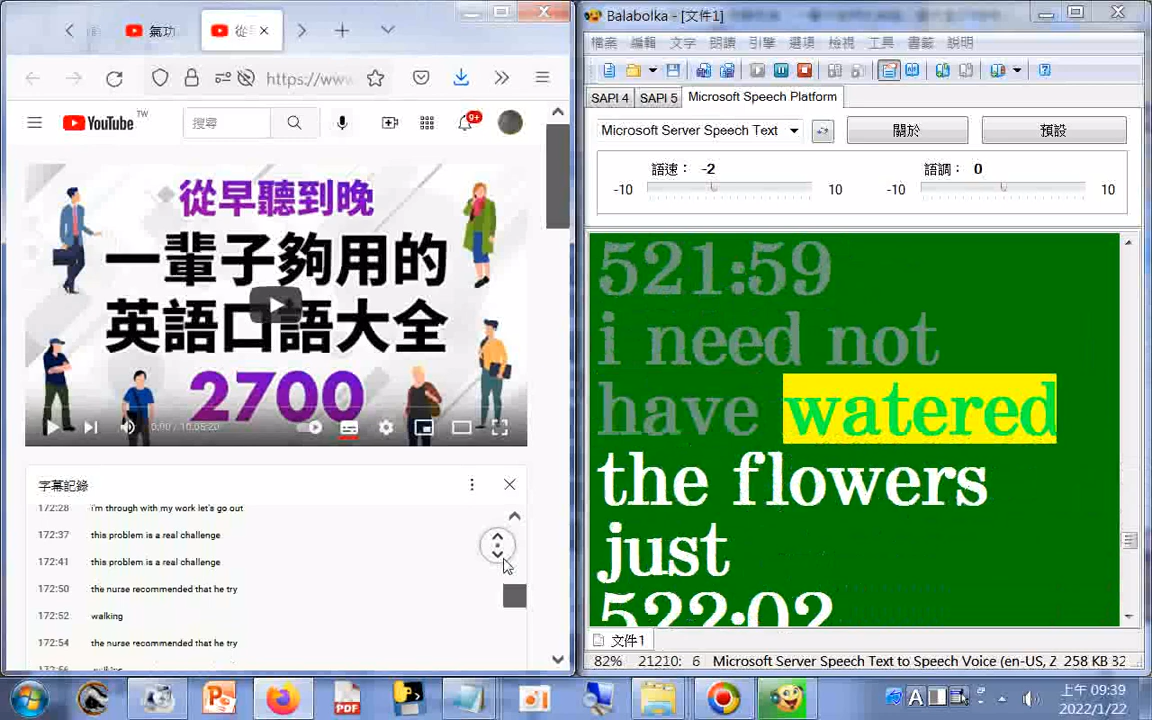 氣功
從
https://www
YouTube TW
搜尋
9+
從早聽到晚
一輩子夠用的
英語口語大全
2700
0:00 / 10:05:20
字幕記錄
172:28 i'm through with my work let's go out
172:37 this problem is a real challenge
172:41 this problem is a real challenge
172:50 the nurse recommended that he try
172:52 walking
172:54 the nurse recommended that he try
walking
Balabolka - [文件1]
檔案 編輯 文字 朗讀 引擎 選項 檢視 工具 書籤 說明
SAPI 4 SAPI 5 Microsoft Speech Platform
Microsoft Server Speech Text 關於 預設
語速： -2 語調： 0
-10 10 -10 10
521:59
i need not
have watered
the flowers
just
522:02
文件1
82% 21210: 6 Microsoft Server Speech Text to Speech Voice (en-US, Z 258 KB 32
PDF
A
上午 09:39
2022/1/22